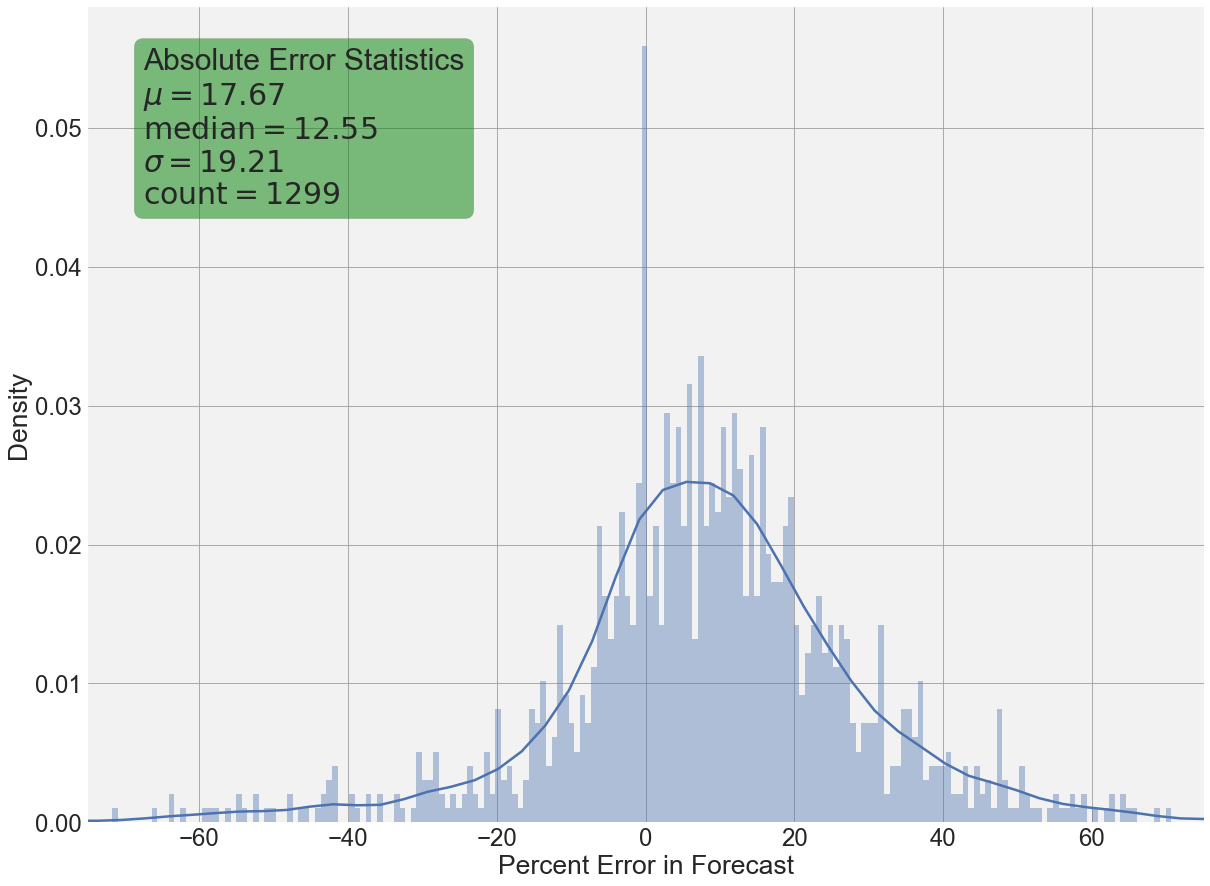 Absolute Error Statistics
μ = 17.67
median = 12.55
σ = 19.21
count = 1299
0.05
0.04
0.03
0.02
0.01
0.00
Density
−60 −40 −20 0 20 40 60
Percent Error in Forecast